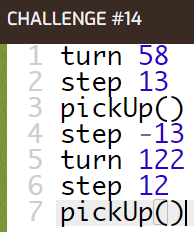 CHALLENGE #14
1 turn 58
2 step 13
3 pickUp()
4 step -13
5 turn 122
6 step 12
7 pickUp()